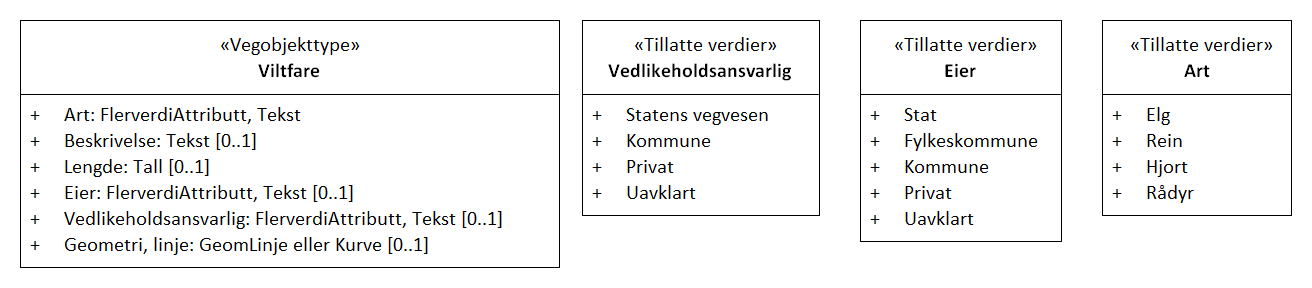 «Vegobjekttype»
Viltfare
+ Art: FlerverdiAttributt, Tekst
+ Beskrivelse: Tekst [0..1]
+ Lengde: Tall [0..1]
+ Eier: FlerverdiAttributt, Tekst [0..1]
+ Vedlikeholdsansvarlig: FlerverdiAttributt, Tekst [0..1]
+ Geometri, linje: GeomLinje eller Kurve [0..1]
«Tillatte verdier»
Vedlikeholdsansvarlig
+ Statens vegvesen
+ Kommune
+ Privat
+ Uavklart
«Tillatte verdier»
Eier
+ Stat
+ Fylkeskommune
+ Kommune
+ Privat
+ Uavklart
«Tillatte verdier»
Art
+ Elg
+ Rein
+ Hjort
+ Rådyr